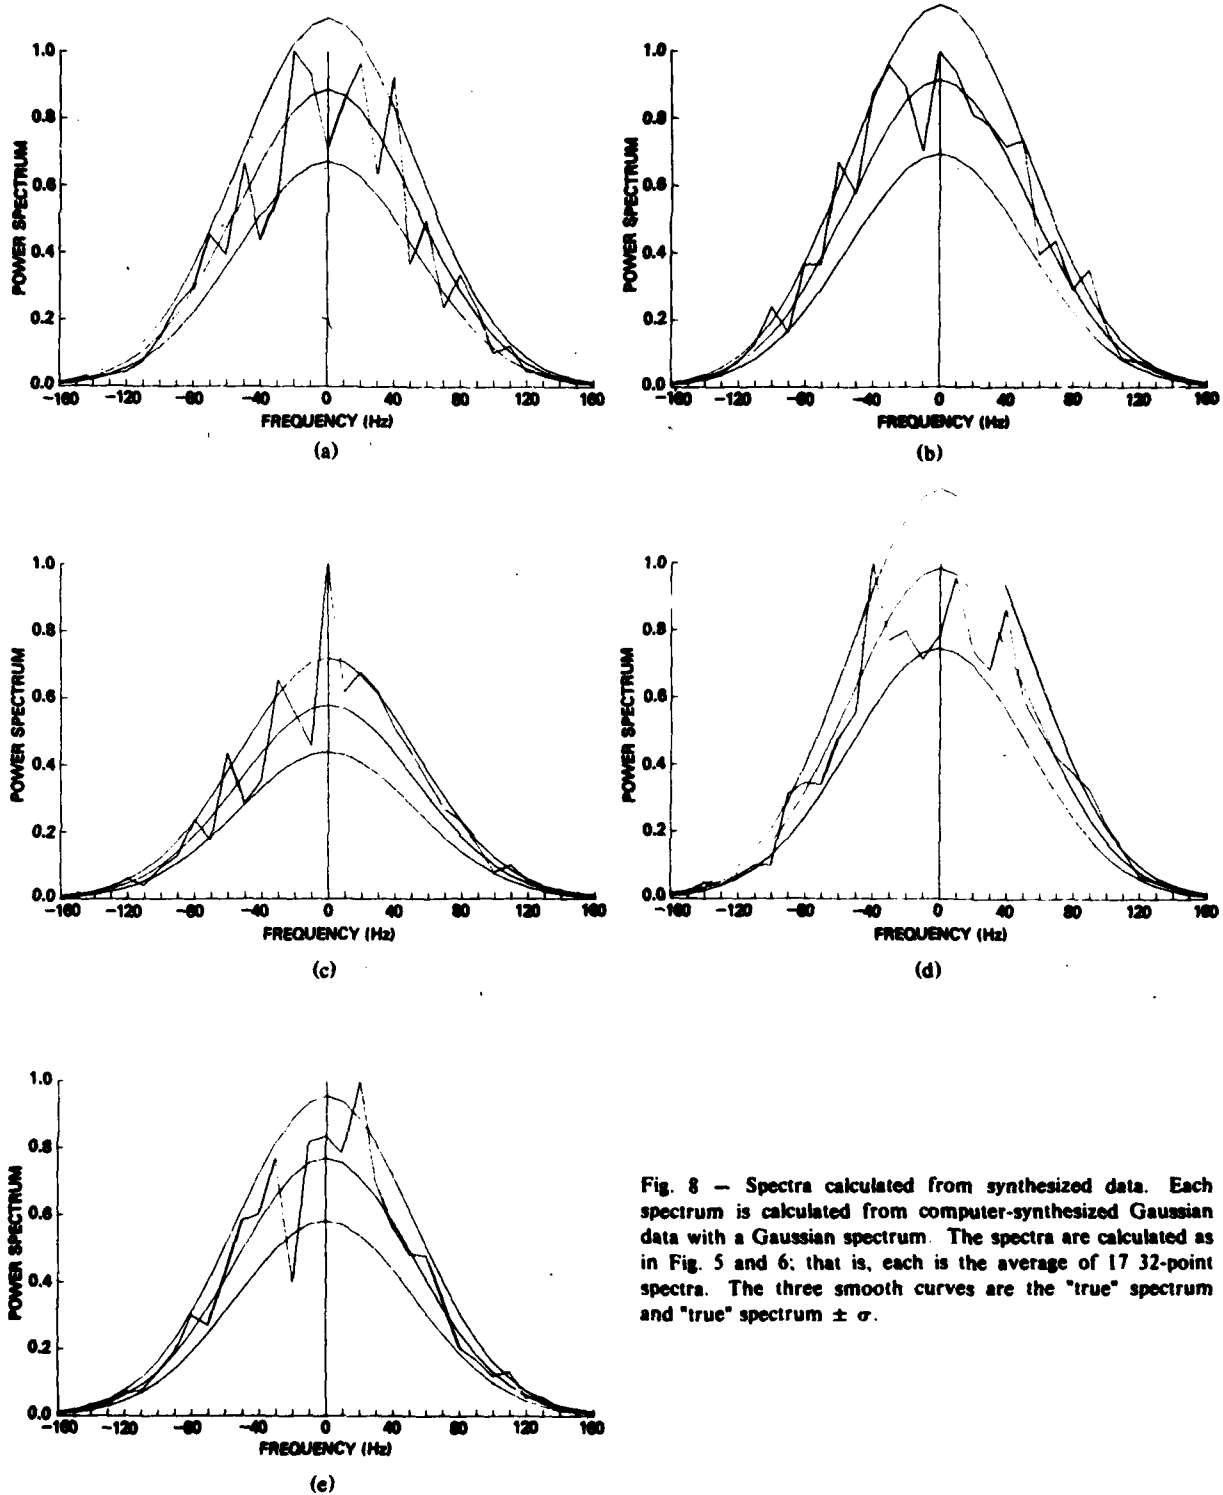 1.0
0.8
0.6
0.4
0.2
0.0
POWER SPECTRUM
-160 -120 -80 -40 0 40 80 120 160
FREQUENCY (Hz)
(a)
1.0
0.8
0.6
0.4
0.2
0.0
POWER SPECTRUM
-160 -120 -80 -40 0 40 80 120 160
FREQUENCY (Hz)
(b)
1.0
0.8
0.6
0.4
0.2
0.0
POWER SPECTRUM
-160 -120 -80 -40 0 40 80 120 160
FREQUENCY (Hz)
(c)
1.0
0.8
0.6
0.4
0.2
0.0
POWER SPECTRUM
-160 -120 -80 -40 0 40 80 120 160
FREQUENCY (Hz)
(d)
1.0
0.8
0.6
0.4
0.2
0.0
POWER SPECTRUM
-160 -120 -80 -40 0 40 80 120 160
FREQUENCY (Hz)
(e)
Fig. 8 — Spectra calculated from synthesized data. Each
spectrum is calculated from computer-synthesized Gaussian
data with a Gaussian spectrum. The spectra are calculated as
in Fig. 5 and 6; that is, each is the average of 17 32-point
spectra. The three smooth curves are the "true" spectrum
and "true" spectrum ± σ.